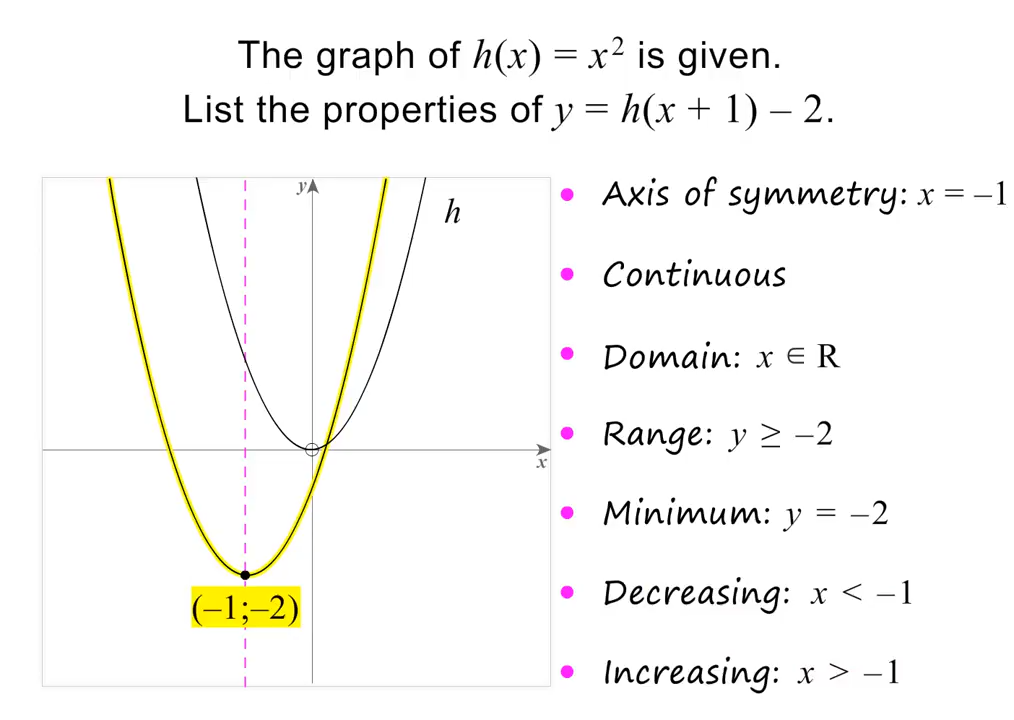 The graph of h(x) = x² is given.
List the properties of y = h(x + 1) – 2.
y
h
x
(–1;–2)
• Axis of symmetry: x = –1
• Continuous
• Domain: x ∈ R
• Range: y ≥ –2
• Minimum: y = –2
• Decreasing: x < –1
• Increasing: x > –1